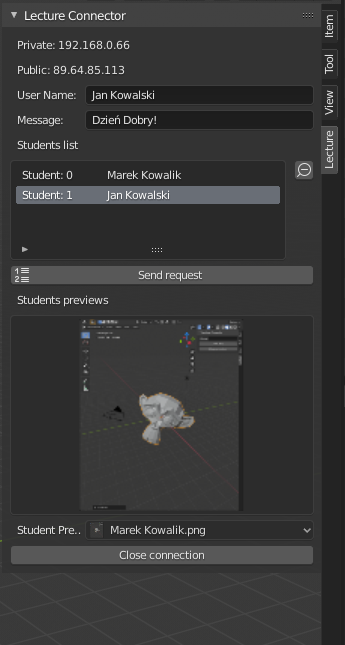 Lecture Connector
Private: 192.168.0.66
Public: 89.64.85.113
User Name: Jan Kowalski
Message: Dzień Dobry!
Students list
Student: 0 Marek Kowalik
Student: 1 Jan Kowalski
Send request
Students previews
Student Pre.. Marek Kowalik.png
Close connection
Item
Tool
View
Lecture